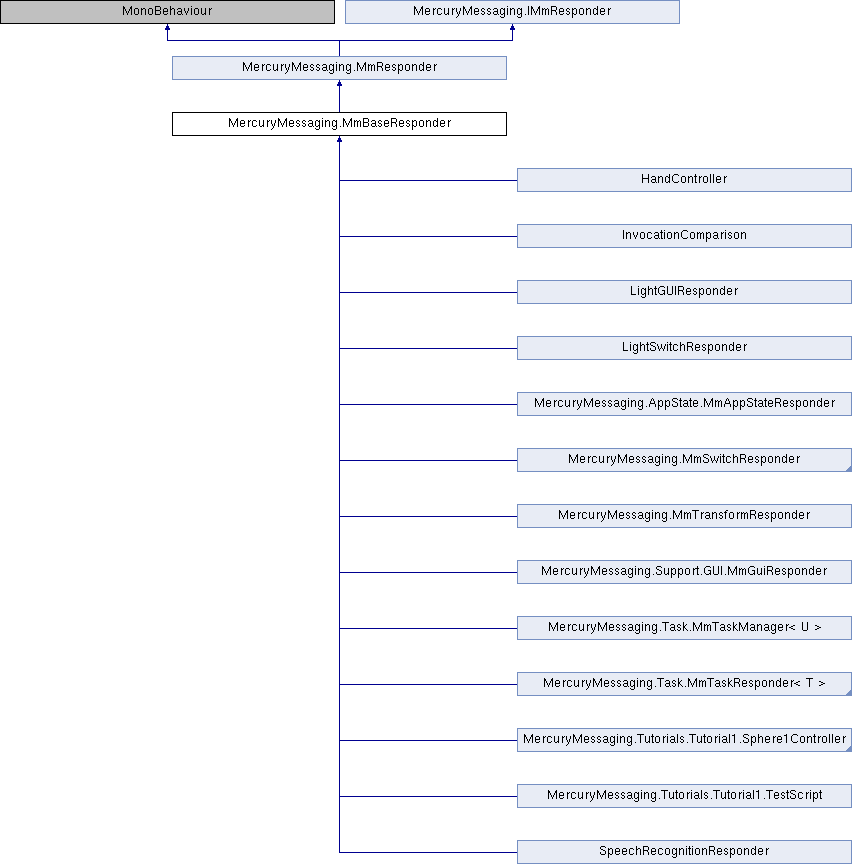 MonoBehaviour
MercuryMessaging.IMmResponder
MercuryMessaging.MmResponder
MercuryMessaging.MmBaseResponder
HandController
InvocationComparison
LightGUIResponder
LightSwitchResponder
MercuryMessaging.AppState.MmAppStateResponder
MercuryMessaging.MmSwitchResponder
MercuryMessaging.MmTransformResponder
MercuryMessaging.Support.GUI.MmGuiResponder
MercuryMessaging.Task.MmTaskManager< U >
MercuryMessaging.Task.MmTaskResponder< T >
MercuryMessaging.Tutorials.Tutorial1.Sphere1Controller
MercuryMessaging.Tutorials.Tutorial1.TestScript
SpeechRecognitionResponder